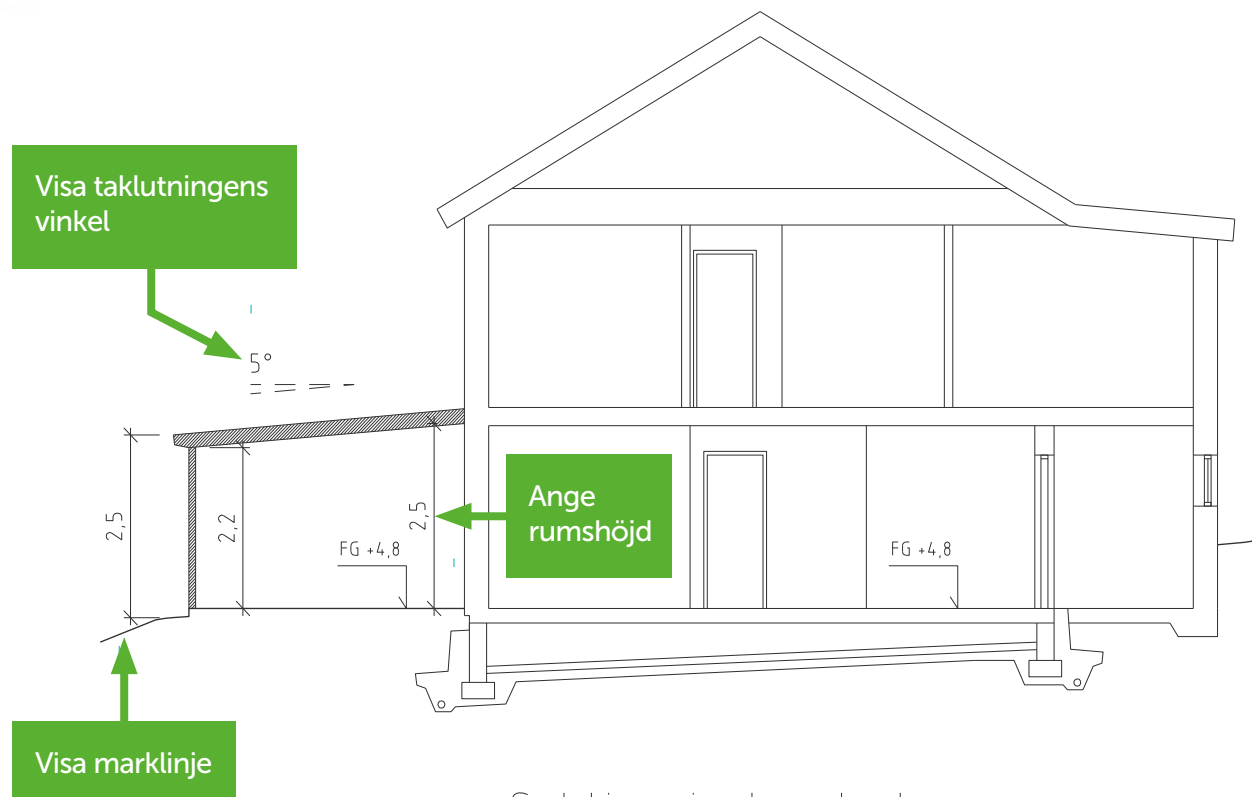 Visa taklutningens
vinkel
5°
2,5
2,2
2,5
Ange
rumshöjd
FG +4,8
FG +4,8
Visa marklinje